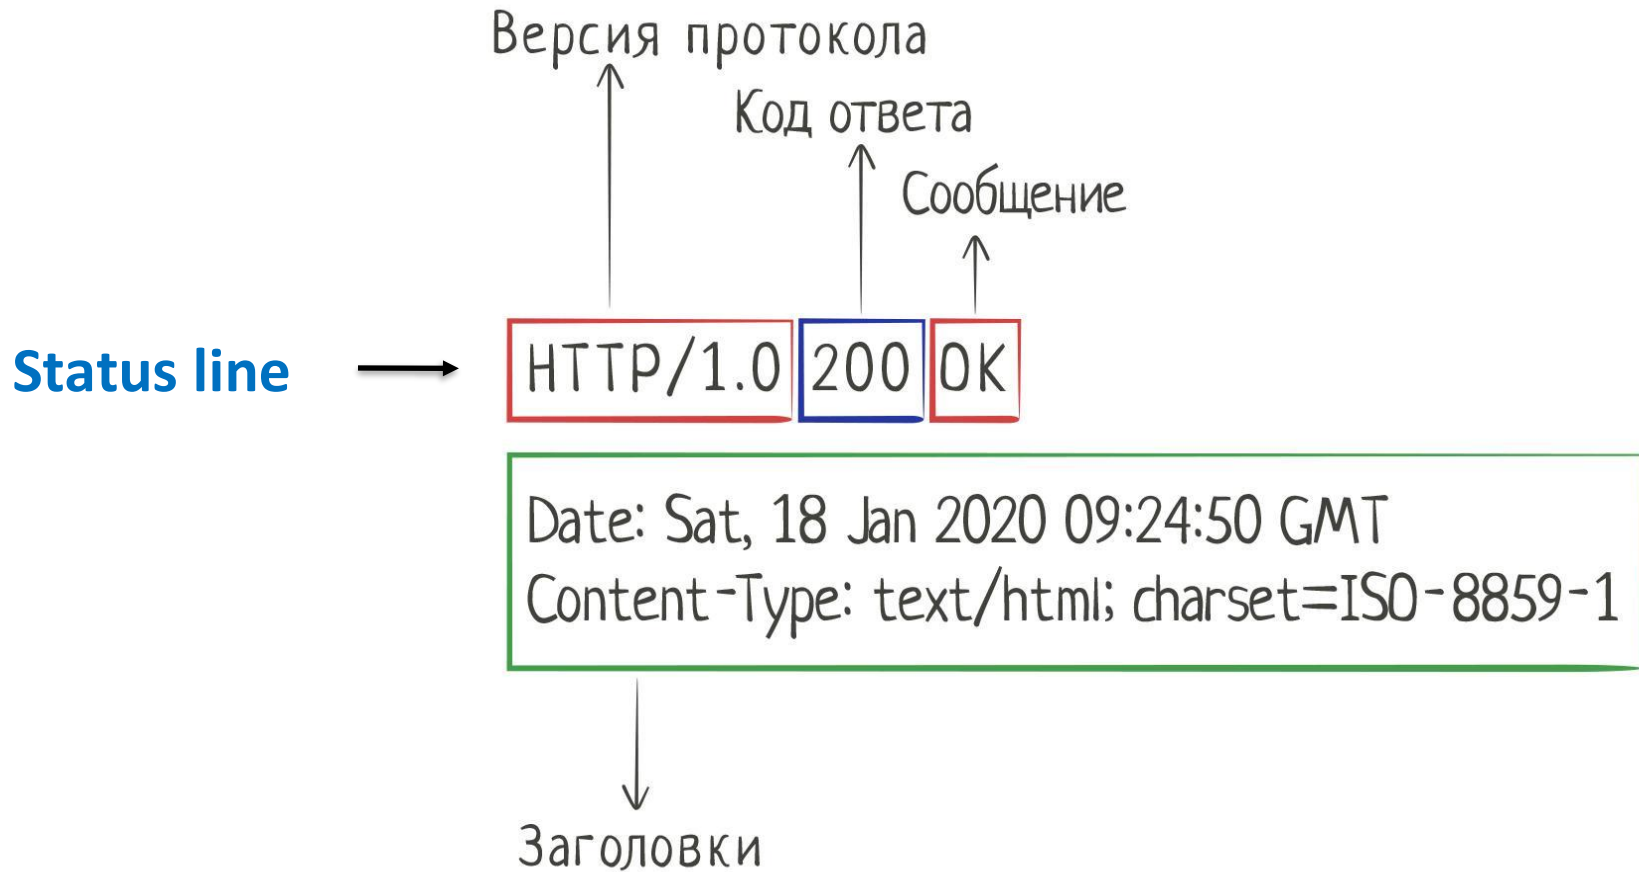 Версия протокола
Код ответа
Сообщение
Status line
HTTP/1.0 200 OK
Date: Sat, 18 Jan 2020 09:24:50 GMT
Content-Type: text/html; charset=ISO-8859-1
Заголовки